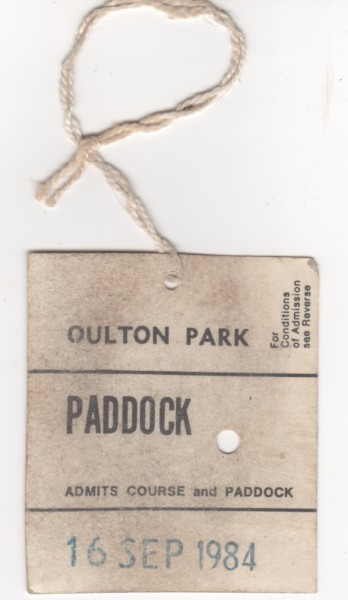 OULTON PARK
For
Conditions
of Admission
see Reverse
PADDOCK
ADMITS COURSE and PADDOCK
16 SEP 1984